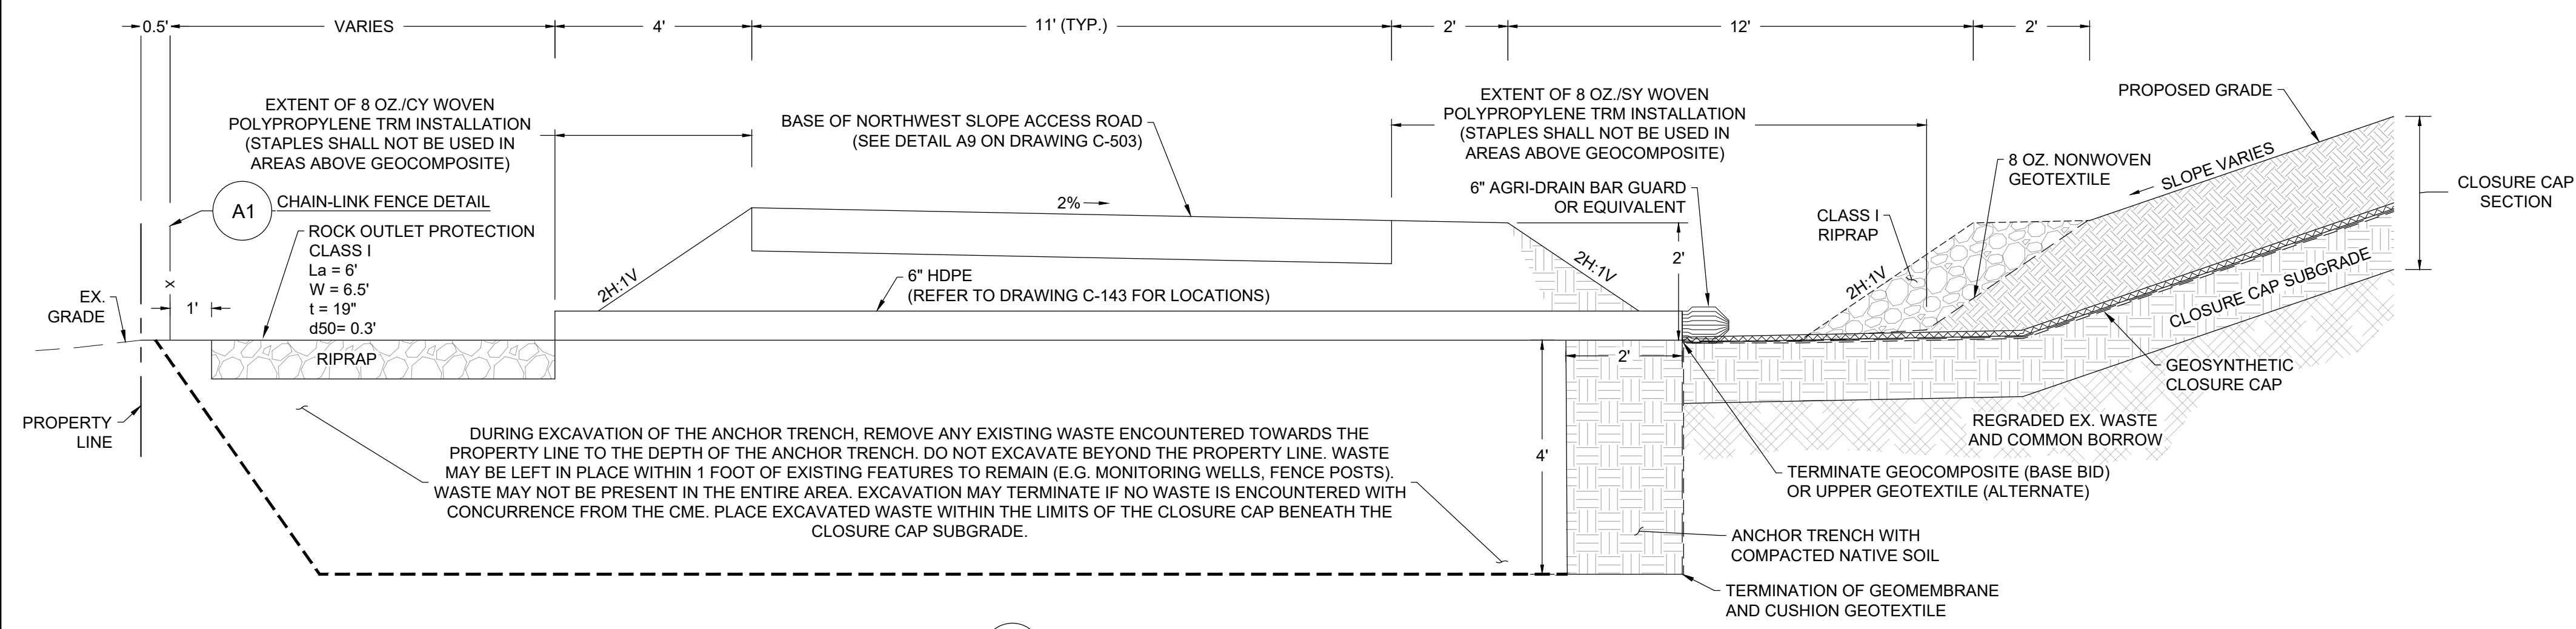 0.5'
VARIES
4'
11' (TYP.)
2'
12'
2'
EXTENT OF 8 OZ./CY WOVEN
POLYPROPYLENE TRM INSTALLATION
(STAPLES SHALL NOT BE USED IN
AREAS ABOVE GEOCOMPOSITE)
BASE OF NORTHWEST SLOPE ACCESS ROAD
(SEE DETAIL A9 ON DRAWING C-503)
EXTENT OF 8 OZ./SY WOVEN
POLYPROPYLENE TRM INSTALLATION
(STAPLES SHALL NOT BE USED IN
AREAS ABOVE GEOCOMPOSITE)
PROPOSED GRADE
8 OZ. NONWOVEN
GEOTEXTILE
SLOPE VARIES
CLOSURE CAP
SECTION
A1
CHAIN-LINK FENCE DETAIL
ROCK OUTLET PROTECTION
CLASS I
La = 6'
W = 6.5'
t = 19"
d50= 0.3'
RIPRAP
2%
6" AGRI-DRAIN BAR GUARD
OR EQUIVALENT
CLASS I
RIPRAP
2H:1V
6" HDPE
(REFER TO DRAWING C-143 FOR LOCATIONS)
2H:1V
2'
2H:1V
CLOSURE CAP SUBGRADE
X
EX.
GRADE
1'
2'
GEOSYNTHETIC
CLOSURE CAP
PROPERTY
LINE
REGRADED EX. WASTE
AND COMMON BORROW
DURING EXCAVATION OF THE ANCHOR TRENCH, REMOVE ANY EXISTING WASTE ENCOUNTERED TOWARDS THE
PROPERTY LINE TO THE DEPTH OF THE ANCHOR TRENCH. DO NOT EXCAVATE BEYOND THE PROPERTY LINE. WASTE
MAY BE LEFT IN PLACE WITHIN 1 FOOT OF EXISTING FEATURES TO REMAIN (E.G. MONITORING WELLS, FENCE POSTS).
WASTE MAY NOT BE PRESENT IN THE ENTIRE AREA. EXCAVATION MAY TERMINATE IF NO WASTE IS ENCOUNTERED WITH
CONCURRENCE FROM THE CME. PLACE EXCAVATED WASTE WITHIN THE LIMITS OF THE CLOSURE CAP BENEATH THE
CLOSURE CAP SUBGRADE.
4'
TERMINATE GEOCOMPOSITE (BASE BID)
OR UPPER GEOTEXTILE (ALTERNATE)
ANCHOR TRENCH WITH
COMPACTED NATIVE SOIL
TERMINATION OF GEOMEMBRANE
AND CUSHION GEOTEXTILE